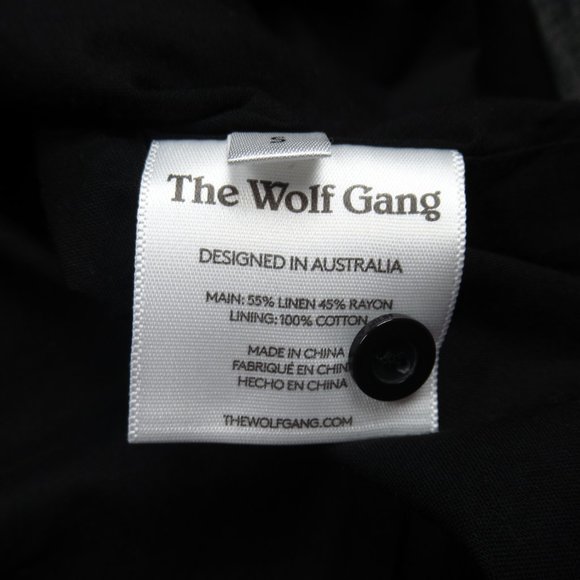 S
The Wolf Gang
DESIGNED IN AUSTRALIA
MAIN: 55% LINEN 45% RAYON
LINING: 100% COTTON
MADE IN CHINA
FABRIQUÉ EN CHIN
HECHO EN CHINA
THEWOLFGANG.COM